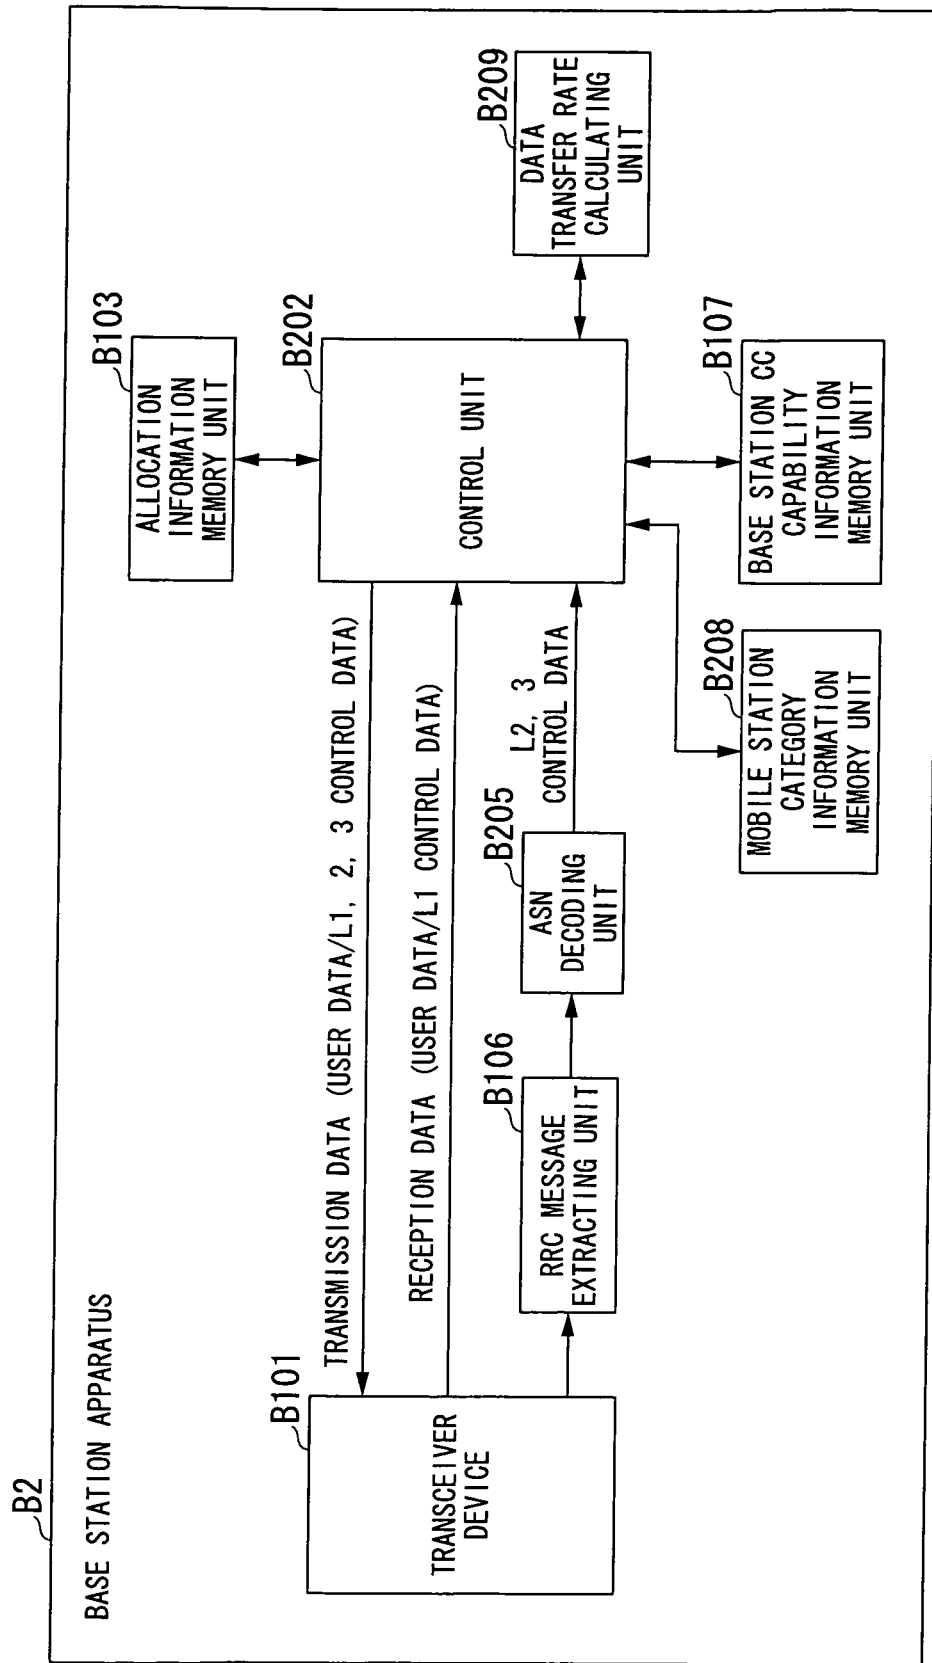 B2
BASE STATION APPARATUS
B101
TRANSCEIVER
DEVICE
TRANSMISSION DATA (USER DATA/L1, 2, 3 CONTROL DATA)
RECEPTION DATA (USER DATA/L1 CONTROL DATA)
B106
RRC MESSAGE
EXTRACTING UNIT
B205
ASN
DECODING
UNIT
L2, 3
CONTROL DATA
B103
ALLOCATION
INFORMATION
MEMORY UNIT
B202
CONTROL UNIT
B209
DATA
TRANSFER RATE
CALCULATING
UNIT
B208
MOBILE STATION
CATEGORY
INFORMATION
MEMORY UNIT
B107
BASE STATION CC
CAPABILITY
INFORMATION
MEMORY UNIT